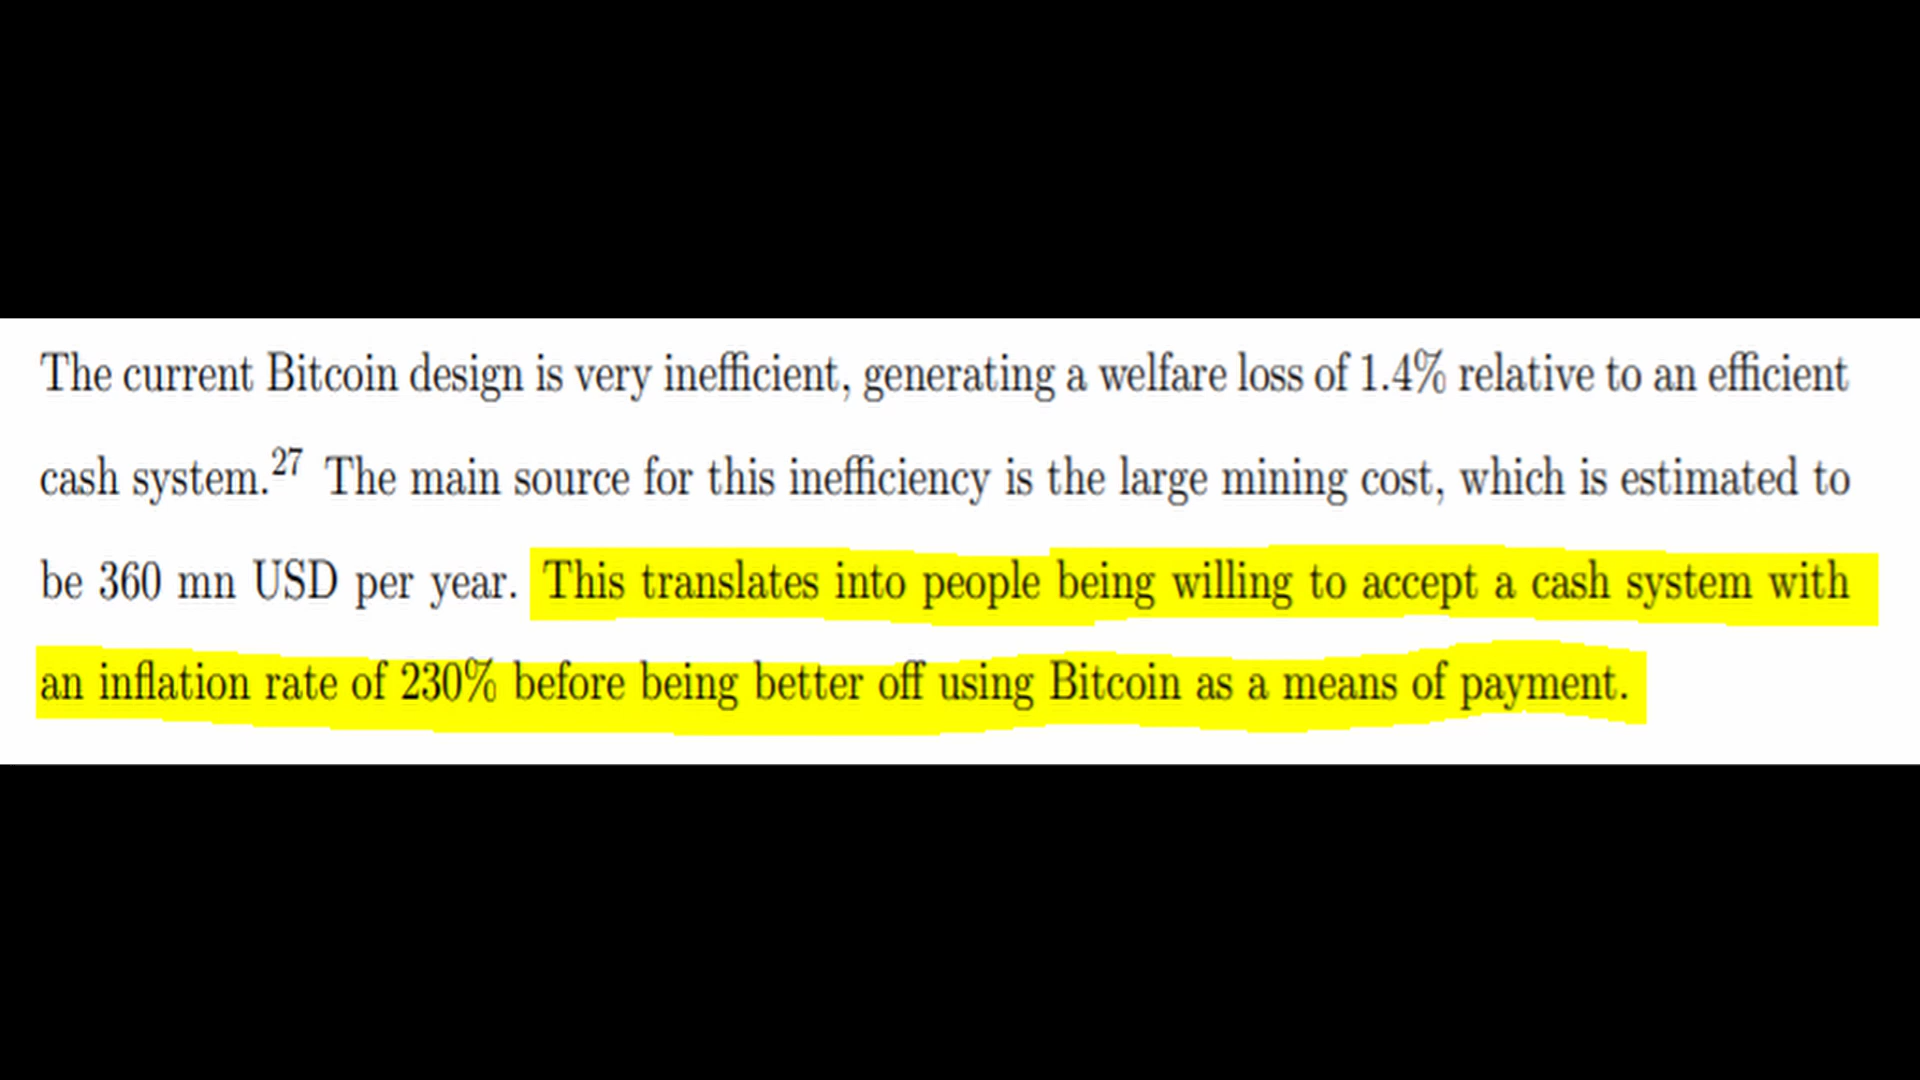 The current Bitcoin design is very inefficient, generating a welfare loss of 1.4% relative to an efficient
cash system.27 The main source for this inefficiency is the large mining cost, which is estimated to
be 360 mn USD per year. This translates into people being willing to accept a cash system with
an inflation rate of 230% before being better off using Bitcoin as a means of payment.